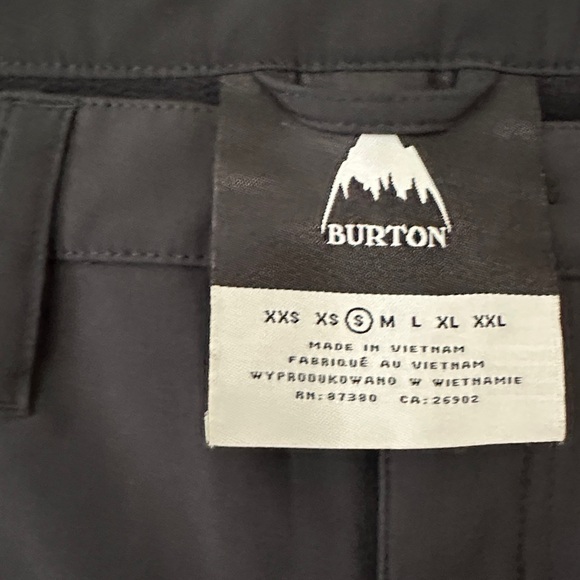 BURTON
XXS XS S M L XL XXL
MADE IN VIETNAM
FABRIQUÉ AU VIETNAM
WYPRODUKOWANO W WIETNAMIE
RN: 87380 CA: 26902